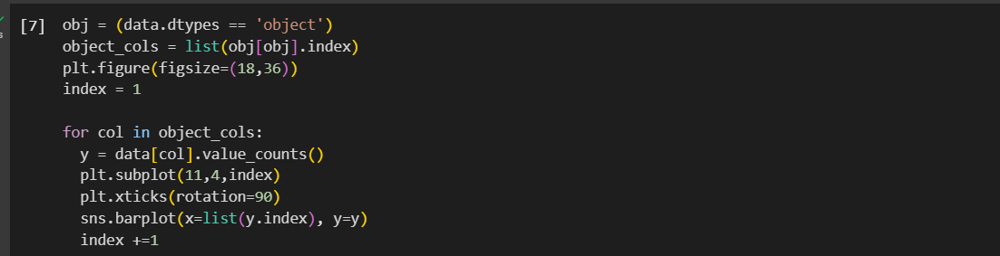 [7] obj = (data.dtypes == 'object')
object_cols = list(obj[obj].index)
plt.figure(figsize=(18,36))
index = 1
for col in object_cols:
y = data[col].value_counts()
plt.subplot(11,4,index)
plt.xticks(rotation=90)
sns.barplot(x=list(y.index), y=y)
index +=1